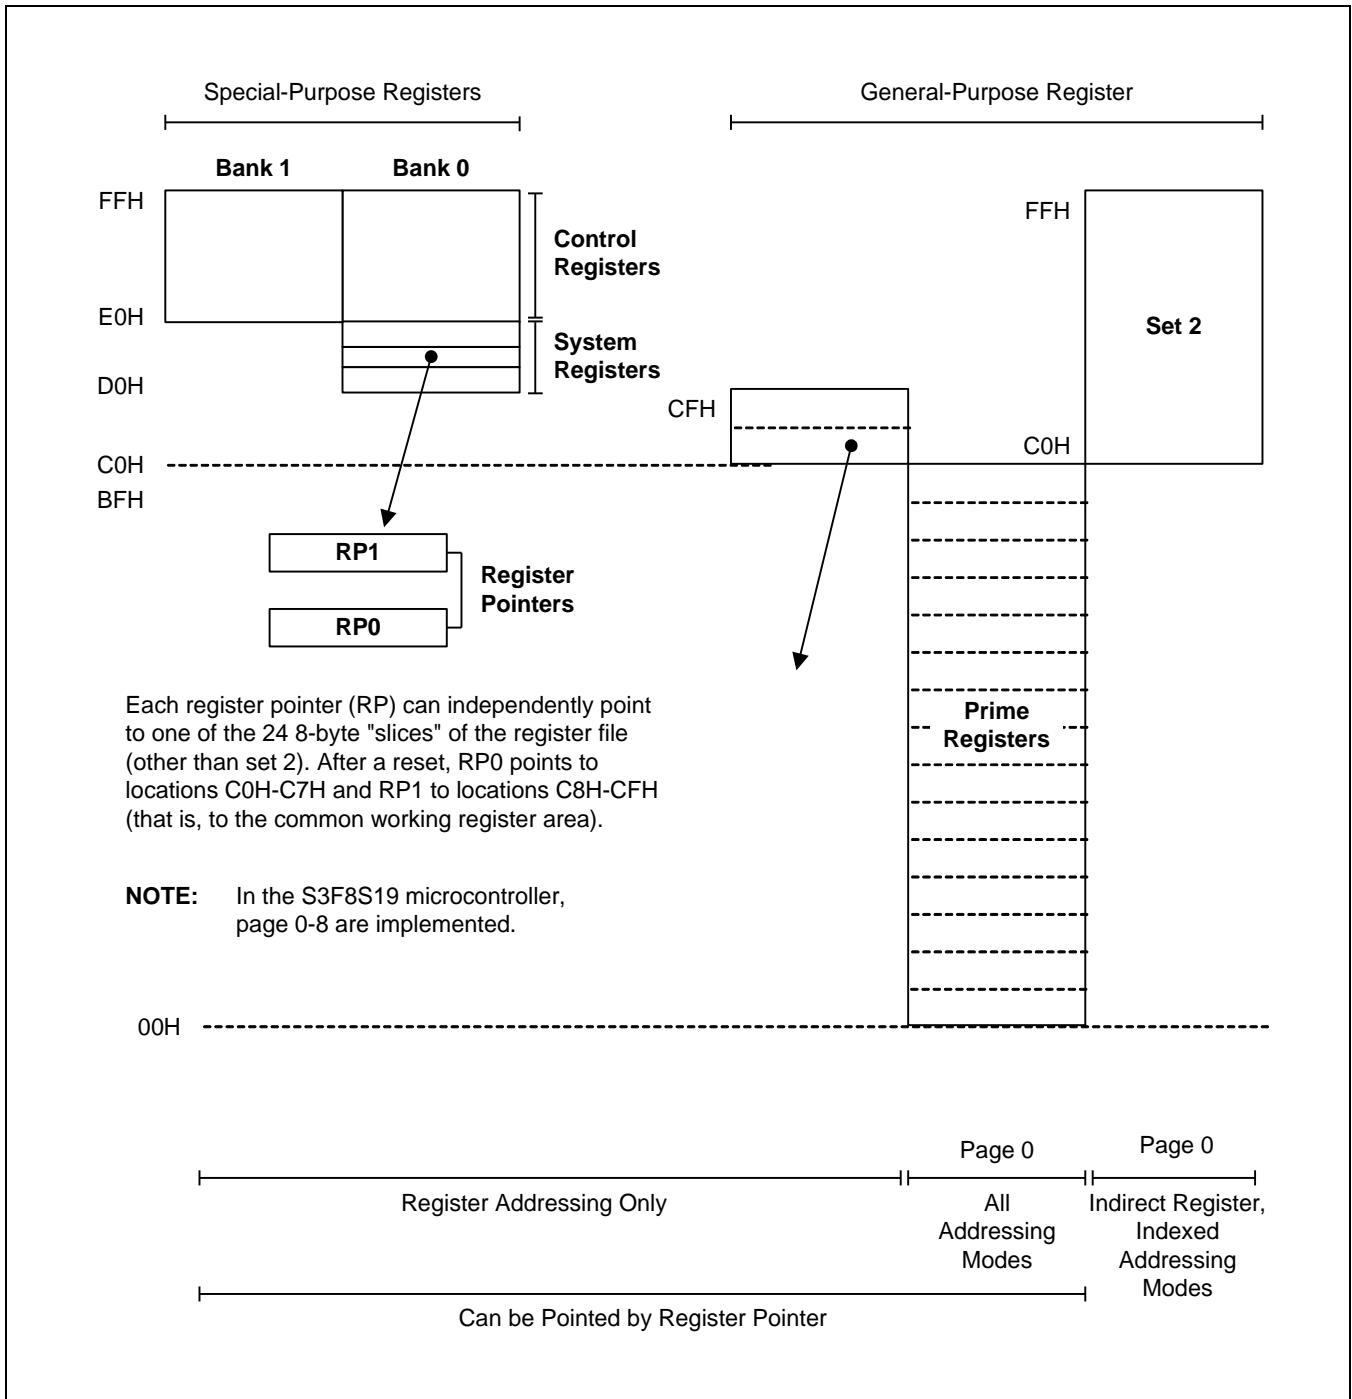 Special-Purpose Registers
General-Purpose Register
Bank 1
Bank 0
FFH
Control
Registers
E0H
System
Registers
D0H
C0H
BFH
RP1
RP0
Register
Pointers
FFH
Set 2
CFH
C0H
Prime
Registers
Each register pointer (RP) can independently point
to one of the 24 8-byte "slices" of the register file
(other than set 2). After a reset, RP0 points to
locations C0H-C7H and RP1 to locations C8H-CFH
(that is, to the common working register area).
NOTE: In the S3F8S19 microcontroller,
page 0-8 are implemented.
00H
Page 0
Page 0
Register Addressing Only
All
Addressing
Modes
Indirect Register,
Indexed
Addressing
Modes
Can be Pointed by Register Pointer